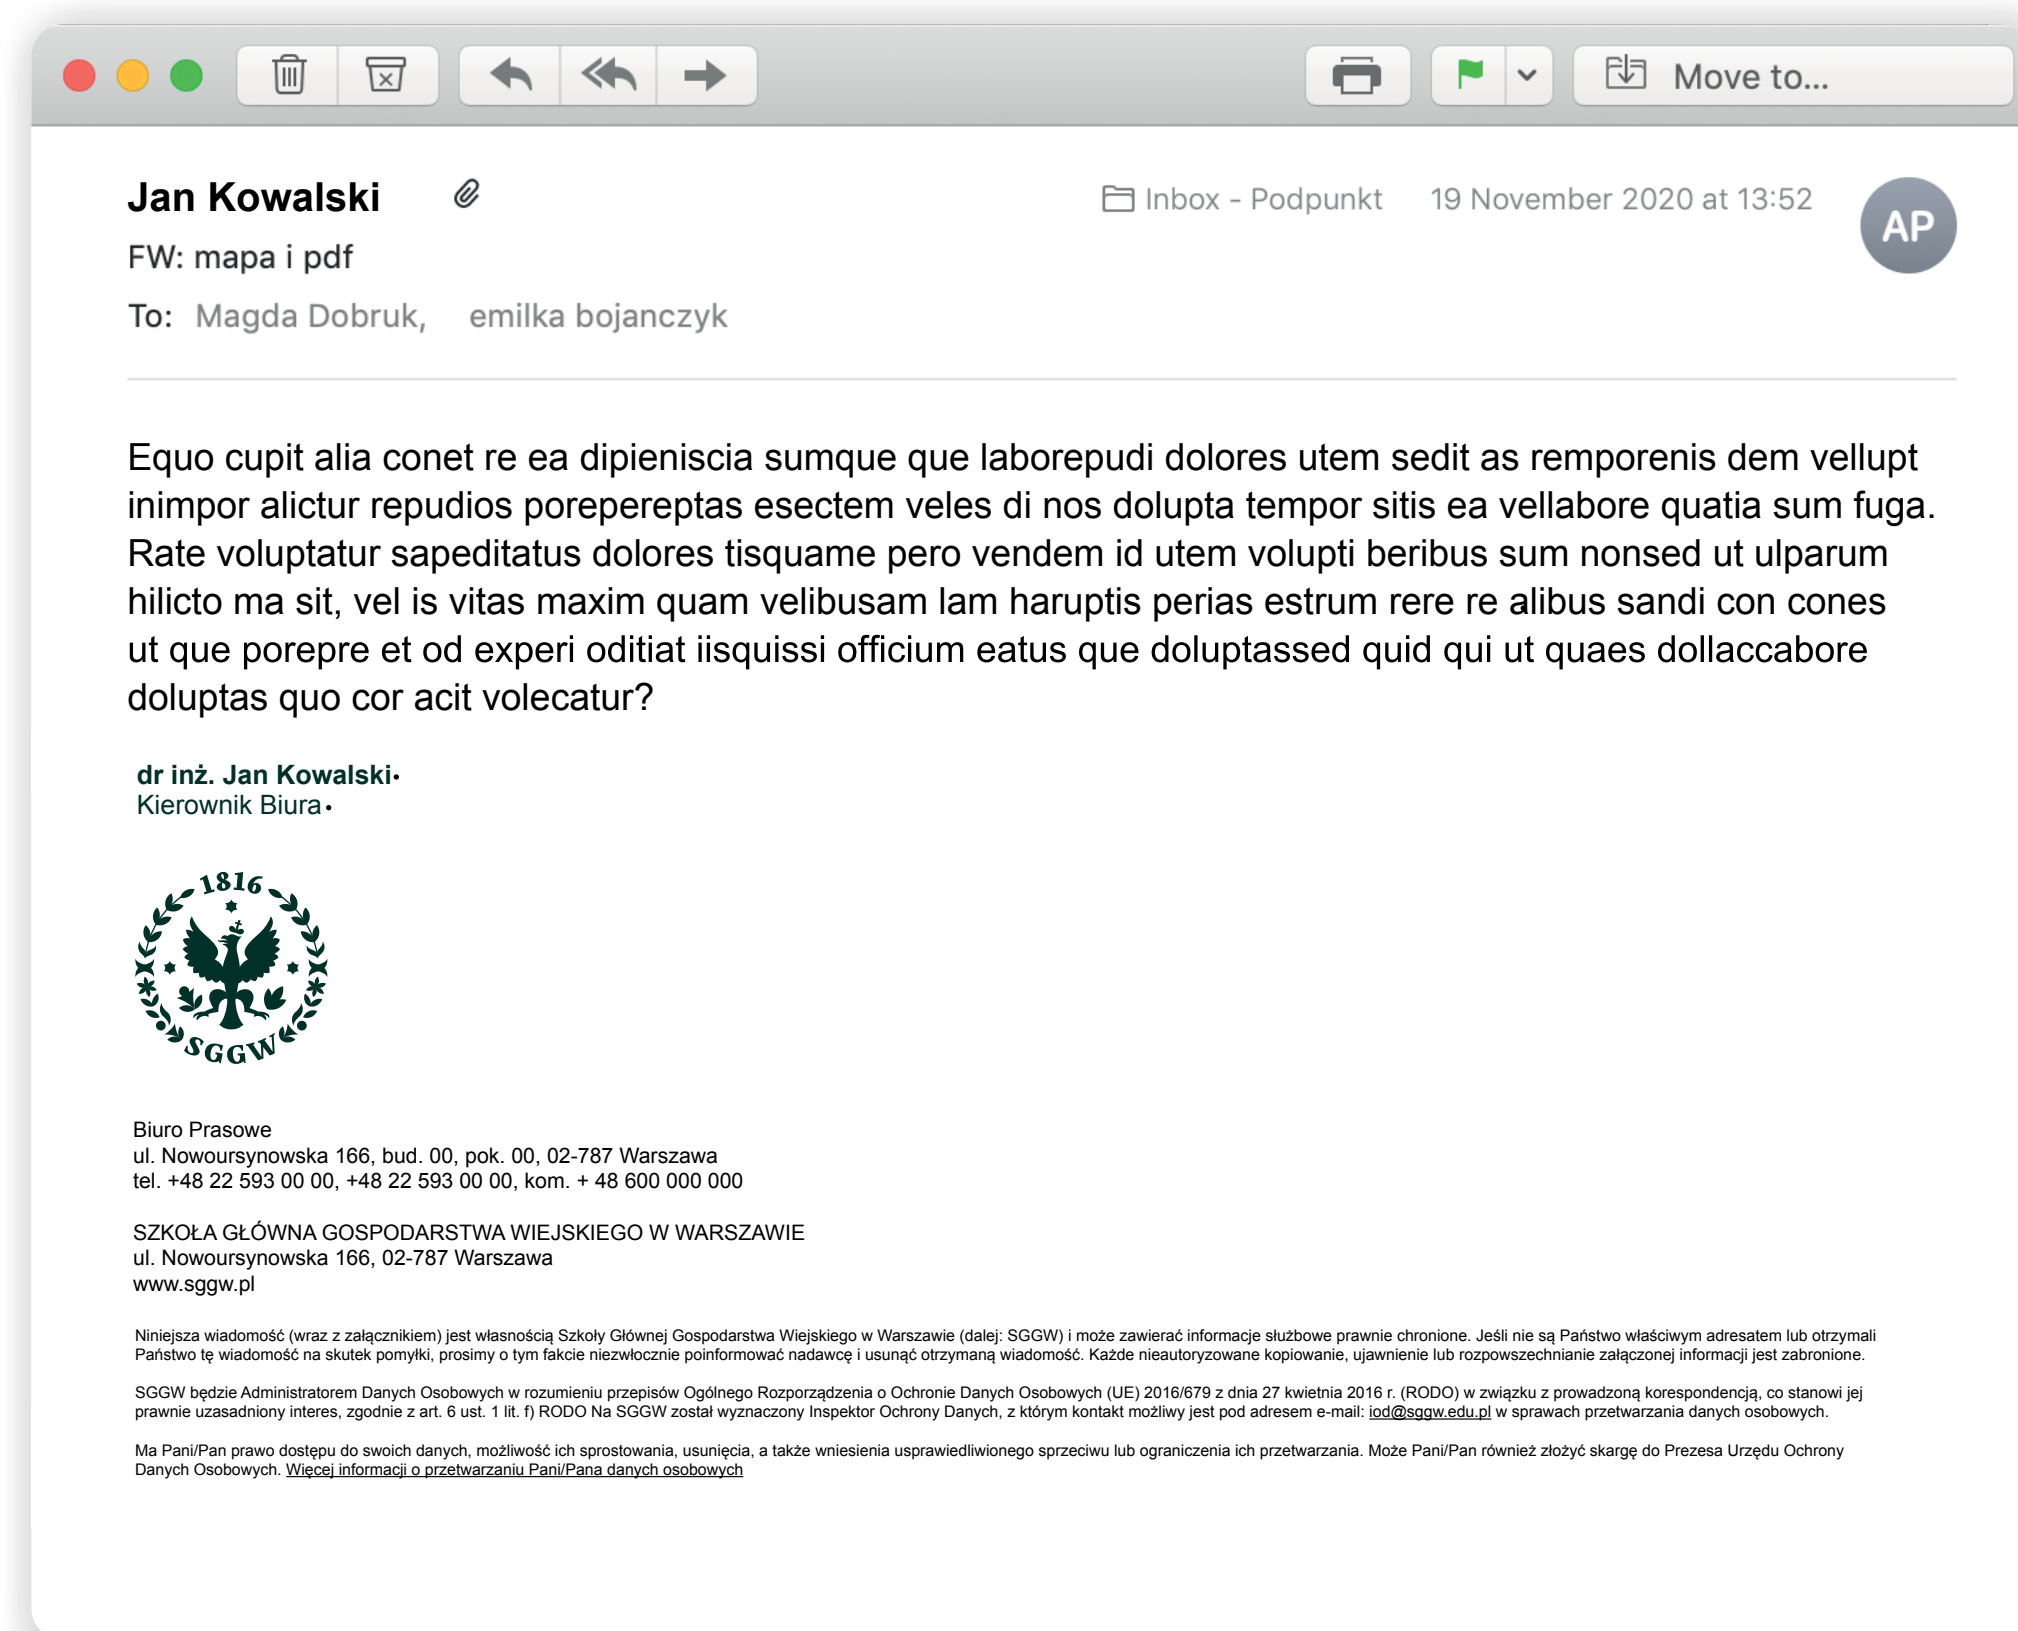 Move to...
Jan Kowalski
Inbox - Podpunkt 19 November 2020 at 13:52
AP
FW: mapa i pdf
To: Magda Dobruk, emilka bojanczyk
Equo cupit alia conet re ea dipieniscia sumque que laborepudi dolores utem sedit as remporenis dem vellupt
inimpor alictur repudios porepereptas esectem veles di nos dolupta tempor sitis ea vellabore quatia sum fuga.
Rate voluptatur sapeditatus dolores tisquame pero vendem id utem volupti beribus sum nonsed ut ulparum
hilicto ma sit, vel is vitas maxim quam velibusam lam haruptis perias estrum rere re alibus sandi con cones
ut que porepre et od experi oditiat iisquissi officium eatus que doluptassed quid qui ut quaes dollaccabore
doluptas quo cor acit volecatur?
dr inż. Jan Kowalski
Kierownik Biura
1816
SGGW
Biuro Prasowe
ul. Nowoursynowska 166, bud. 00, pok. 00, 02-787 Warszawa
tel. +48 22 593 00 00, +48 22 593 00 00, kom. + 48 600 000 000
SZKOŁA GŁÓWNA GOSPODARSTWA WIEJSKIEGO W WARSZAWIE
ul. Nowoursynowska 166, 02-787 Warszawa
www.sggw.pl
Niniejsza wiadomość (wraz z załącznikiem) jest własnością Szkoły Głównej Gospodarstwa Wiejskiego w Warszawie (dalej: SGGW) i może zawierać informacje służbowe prawnie chronione. Jeśli nie są Państwo właściwym adresatem lub otrzymali
Państwo tę wiadomość na skutek pomyłki, prosimy o tym fakcie niezwłocznie poinformować nadawcę i usunąć otrzymaną wiadomość. Każde nieautoryzowane kopiowanie, ujawnienie lub rozpowszechnianie załączonej informacji jest zabronione.
SGGW będzie Administratorem Danych Osobowych w rozumieniu przepisów Ogólnego Rozporządzenia o Ochronie Danych Osobowych (UE) 2016/679 z dnia 27 kwietnia 2016 r. (RODO) w związku z prowadzoną korespondencją, co stanowi jej
prawnie uzasadniony interes, zgodnie z art. 6 ust. 1 lit. f) RODO Na SGGW został wyznaczony Inspektor Ochrony Danych, z którym kontakt możliwy jest pod adresem e-mail: iod@sggw.edu.pl w sprawach przetwarzania danych osobowych.
Ma Pani/Pan prawo dostępu do swoich danych, możliwość ich sprostowania, usunięcia, a także wniesienia usprawiedliwionego sprzeciwu lub ograniczenia ich przetwarzania. Może Pani/Pan również złożyć skargę do Prezesa Urzędu Ochrony
Danych Osobowych. Więcej informacji o przetwarzaniu Pani/Pana danych osobowych